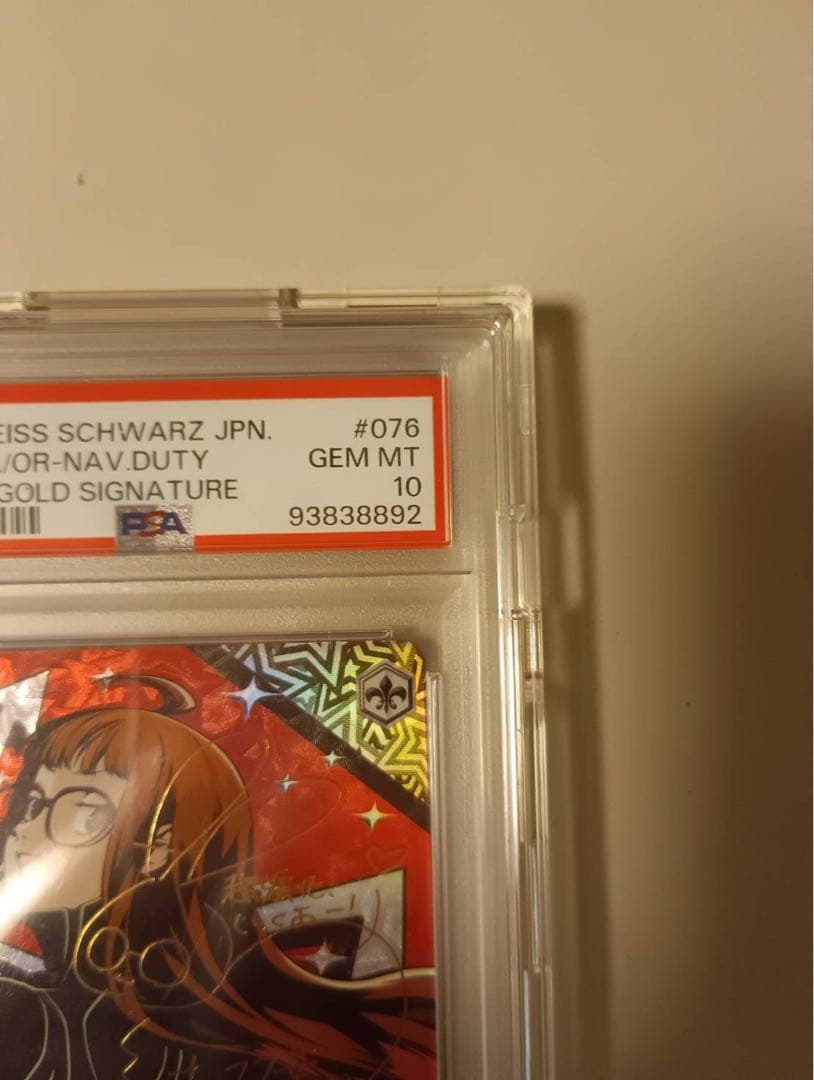 EISS SCHWARZ JPN. #076
/OR-NAV.DUTY GEM MT
GOLD SIGNATURE 10
PSA 93838892